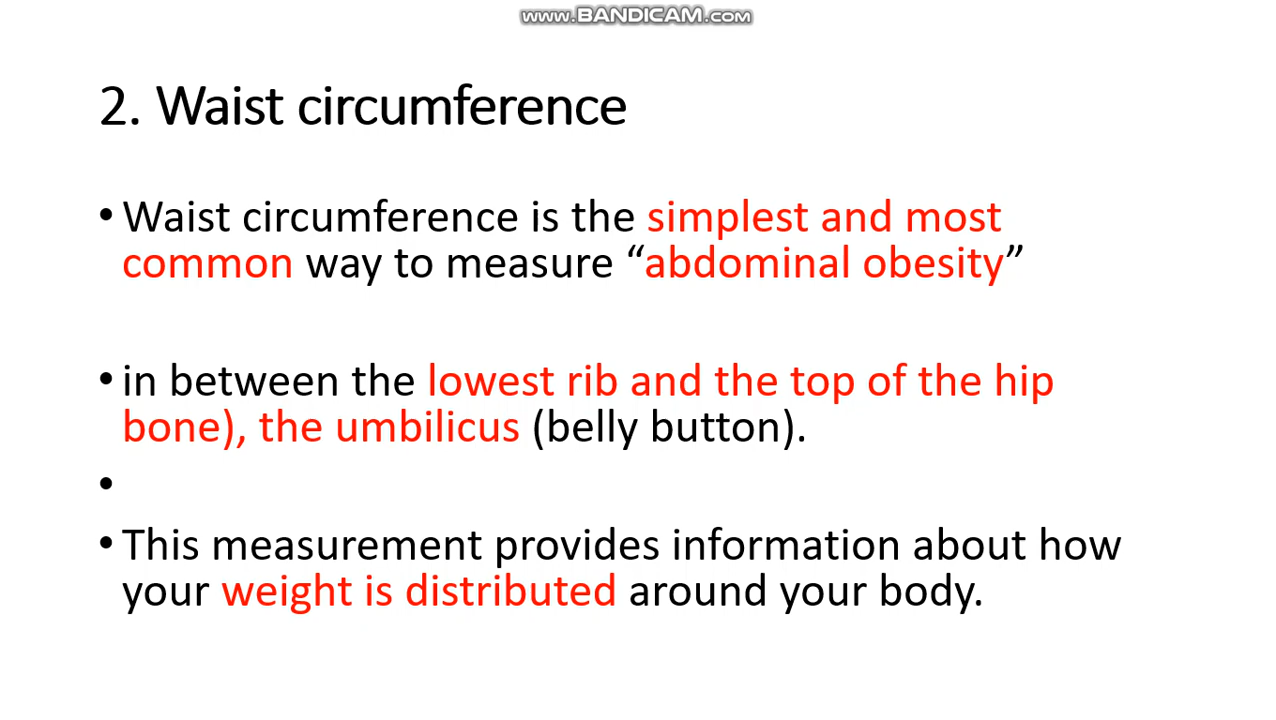 www.BANDICAM.com
2. Waist circumference
• Waist circumference is the simplest and most
common way to measure “abdominal obesity”
• in between the lowest rib and the top of the hip
bone), the umbilicus (belly button).
•
• This measurement provides information about how
your weight is distributed around your body.